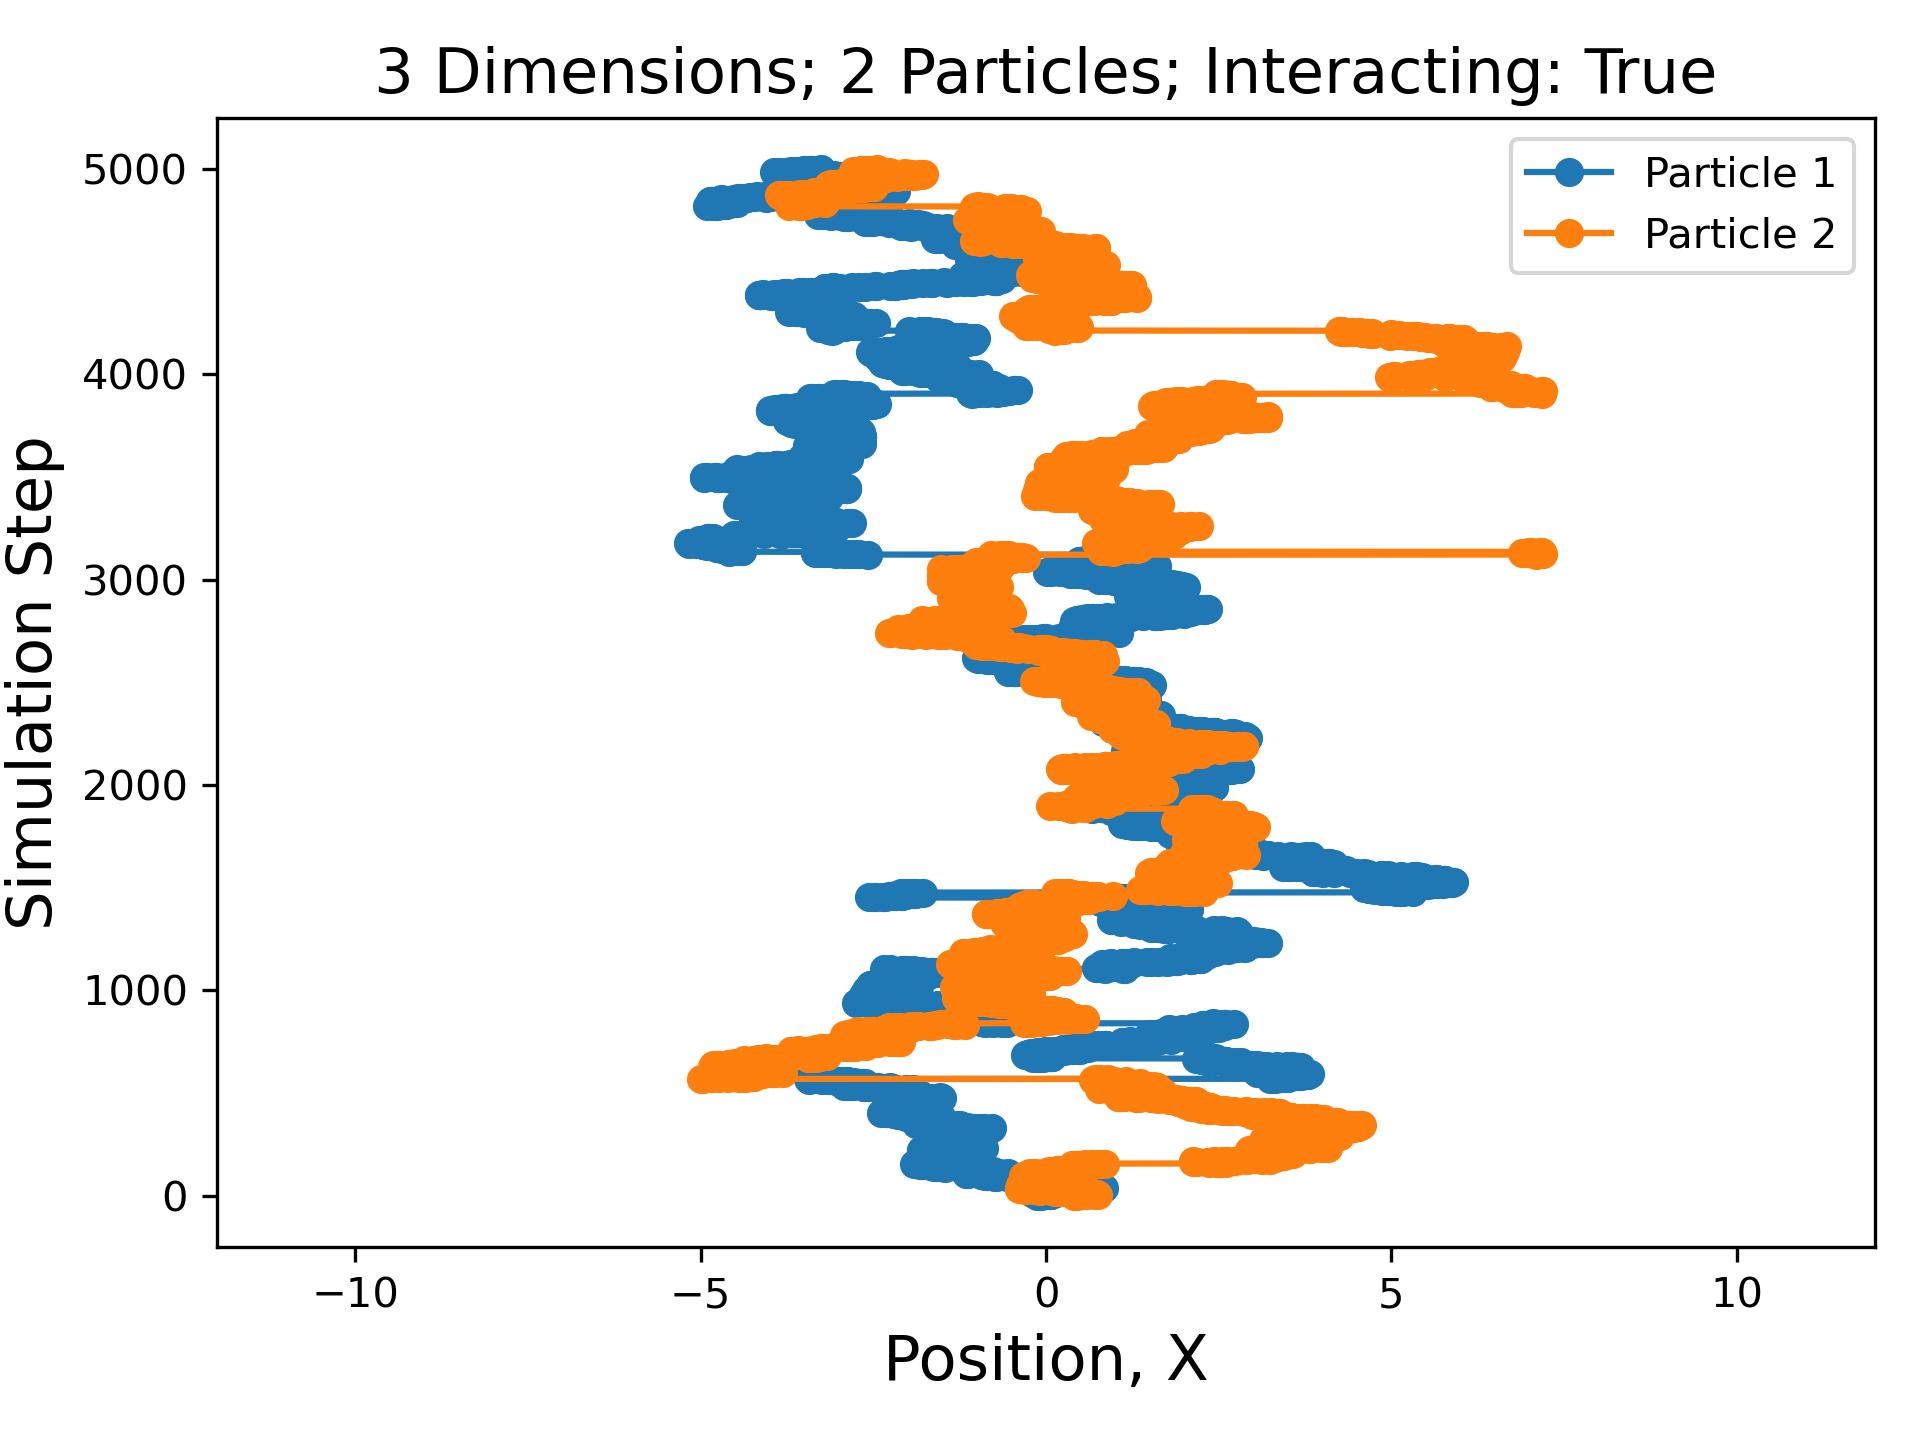 3 Dimensions; 2 Particles; Interacting: True
Particle 1
Particle 2
Simulation Step
5000
4000
3000
2000
1000
0
−10
−5
0
5
10
Position, X